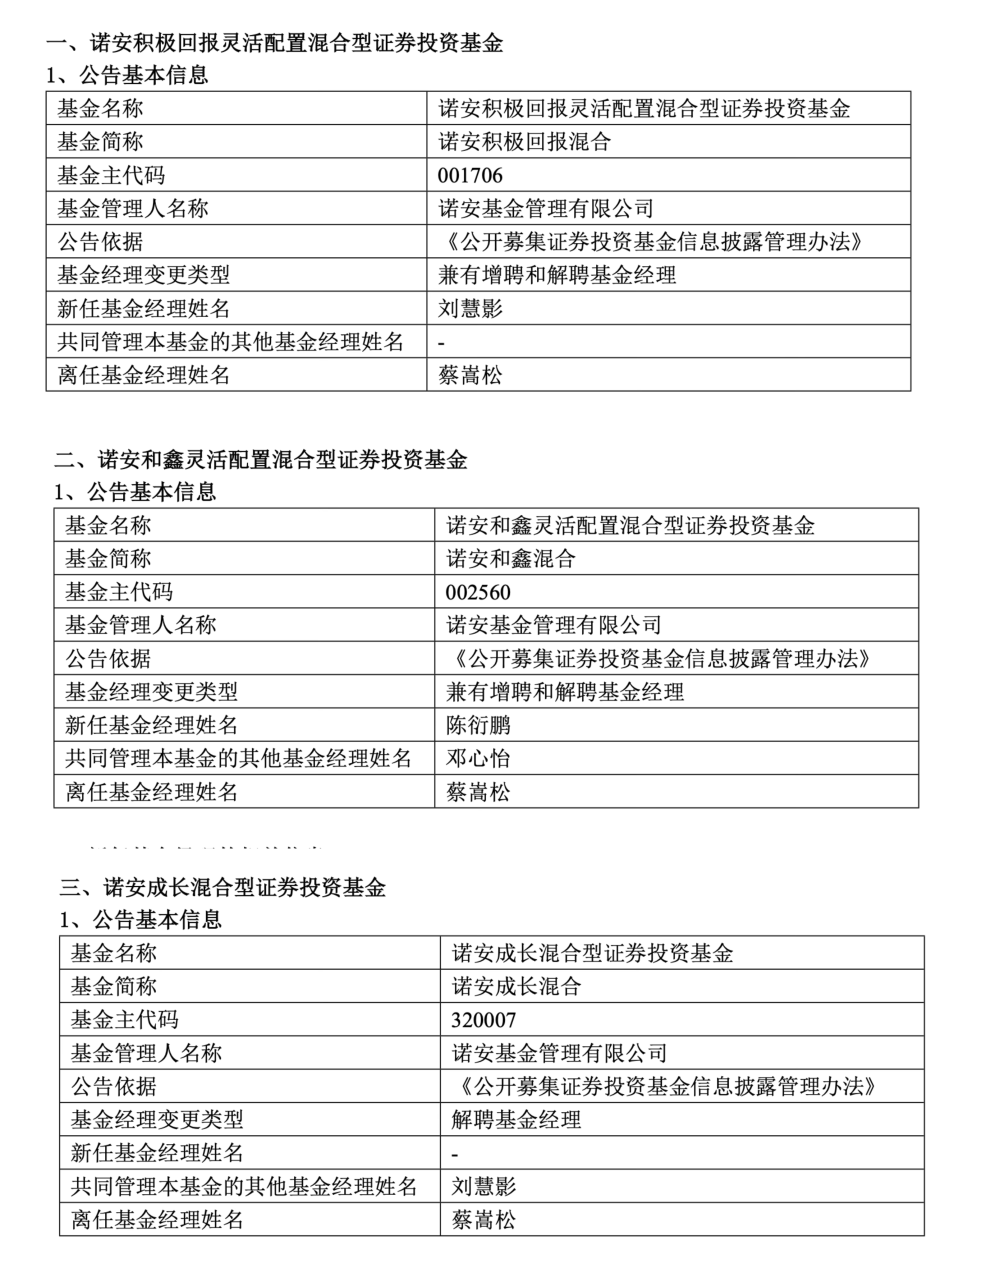 一、诺安积极回报灵活配置混合型证券投资基金
1、公告基本信息
基金名称 诺安积极回报灵活配置混合型证券投资基金
基金简称 诺安积极回报混合
基金主代码 001706
基金管理人名称 诺安基金管理有限公司
公告依据 《公开募集证券投资基金信息披露管理办法》
基金经理变更类型 兼有增聘和解聘基金经理
新任基金经理姓名 刘慧影
共同管理本基金的其他基金经理姓名 -
离任基金经理姓名 蔡嵩松
二、诺安和鑫灵活配置混合型证券投资基金
1、公告基本信息
基金名称 诺安和鑫灵活配置混合型证券投资基金
基金简称 诺安和鑫混合
基金主代码 002560
基金管理人名称 诺安基金管理有限公司
公告依据 《公开募集证券投资基金信息披露管理办法》
基金经理变更类型 兼有增聘和解聘基金经理
新任基金经理姓名 陈衍鹏
共同管理本基金的其他基金经理姓名 邓心怡
离任基金经理姓名 蔡嵩松
三、诺安成长混合型证券投资基金
1、公告基本信息
基金名称 诺安成长混合型证券投资基金
基金简称 诺安成长混合
基金主代码 320007
基金管理人名称 诺安基金管理有限公司
公告依据 《公开募集证券投资基金信息披露管理办法》
基金经理变更类型 解聘基金经理
新任基金经理姓名 -
共同管理本基金的其他基金经理姓名 刘慧影
离任基金经理姓名 蔡嵩松